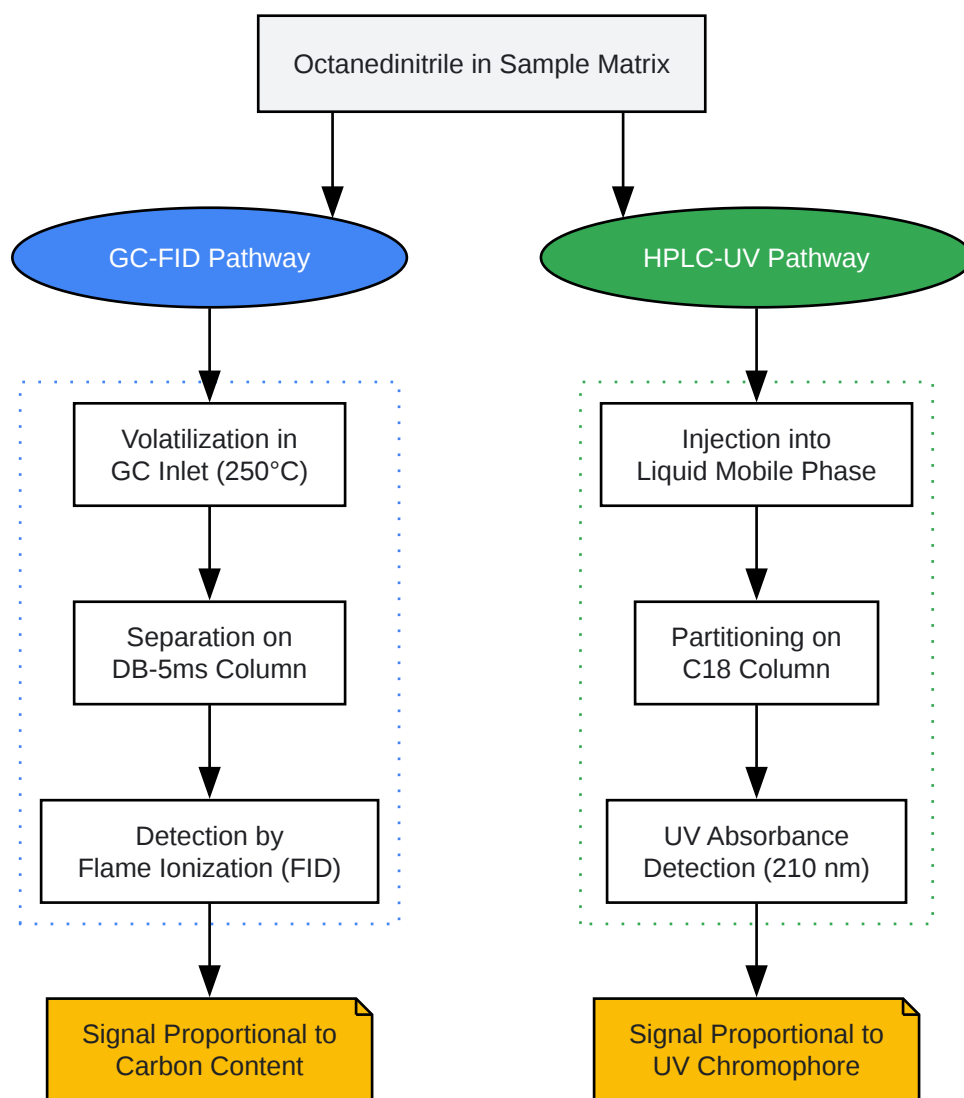 Octanedinitrile in Sample Matrix
GC-FID Pathway
HPLC-UV Pathway
Volatilization in
GC Inlet (250°C)
Injection into
Liquid Mobile Phase
Separation on
DB-5ms Column
Partitioning on
C18 Column
Detection by
Flame Ionization (FID)
UV Absorbance
Detection (210 nm)
Signal Proportional to
Carbon Content
Signal Proportional to
UV Chromophore